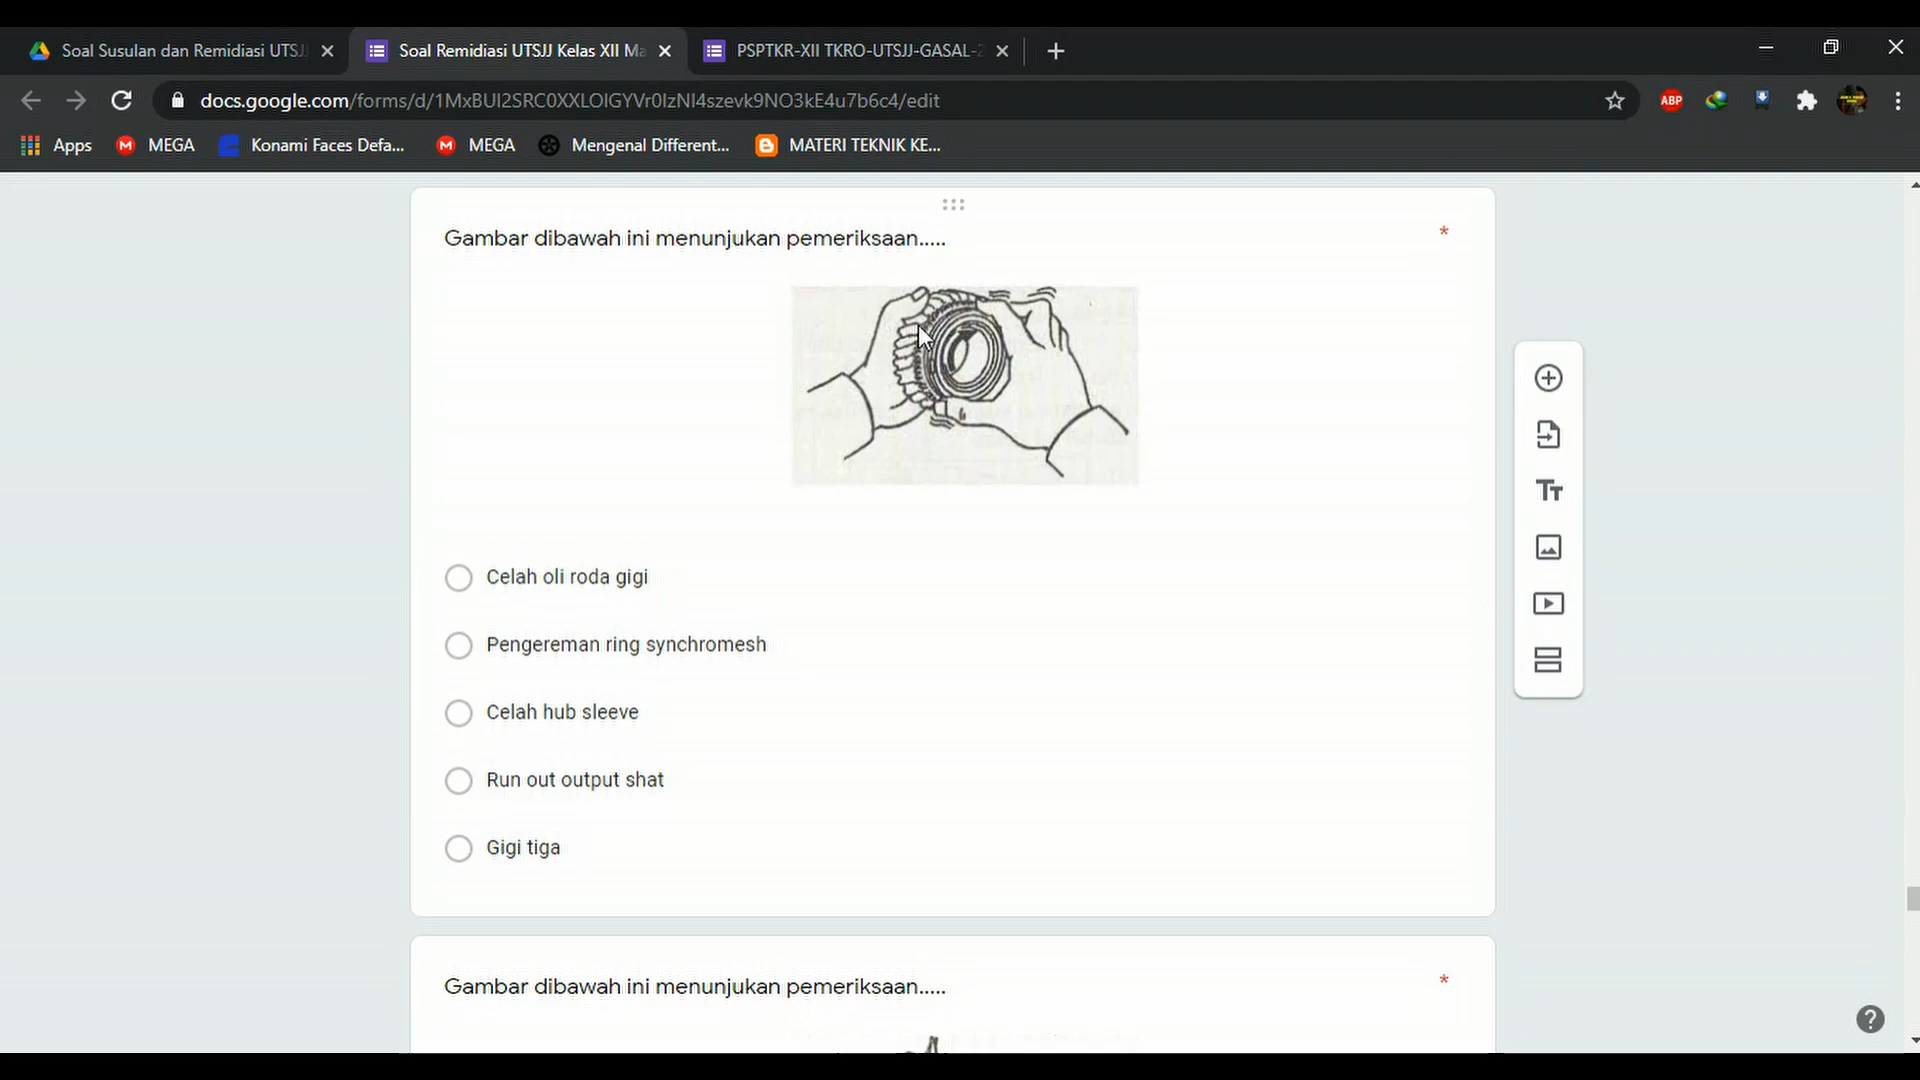 Soal Susulan dan Remidiasi UTSJ
Soal Remidiasi UTSJJ Kelas XII Ma
PSPTKR-XII TKRO-UTSJJ-GASAL-2
docs.google.com/forms/d/1MxBUI2SRC0XXLOIGYVr0IzNI4szevk9NO3kE4u7b6c4/edit
ABP
Apps
MEGA
Konami Faces Defa...
MEGA
Mengenal Different...
MATERI TEKNIK KE...
Gambar dibawah ini menunjukan pemeriksaan..... *
Celah oli roda gigi
Pengereman ring synchromesh
Celah hub sleeve
Run out output shat
Gigi tiga
Gambar dibawah ini menunjukan pemeriksaan..... *